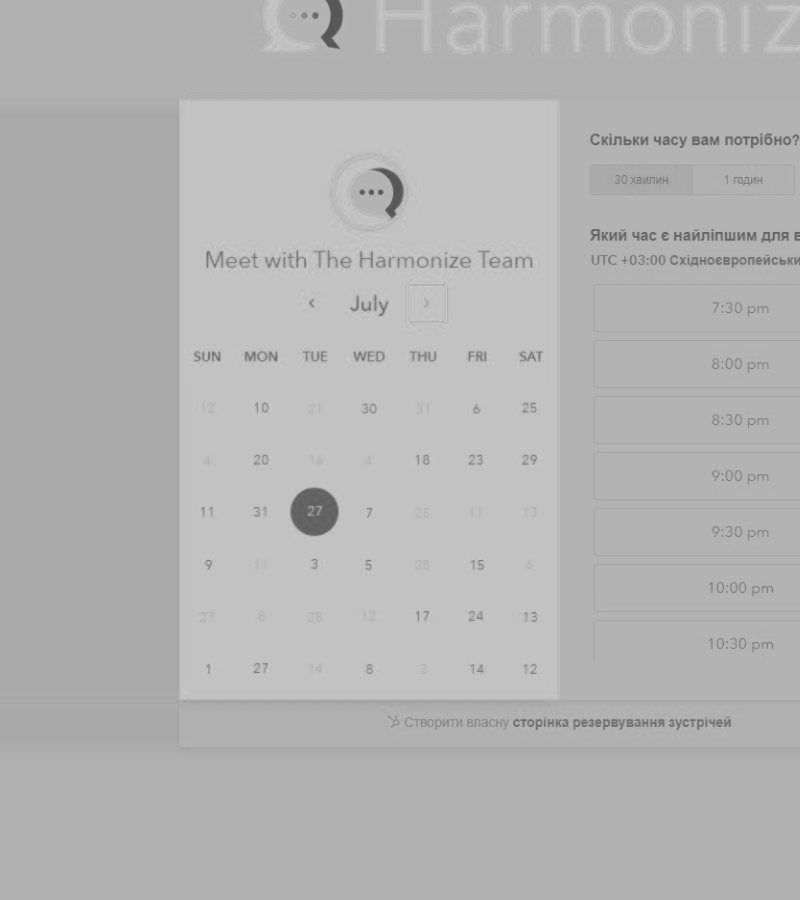 Harmoniz
Скільки часу вам потрібно?
30 хвилин 1 годин
Meet with The Harmonize Team
‹ July ›
Який час є найліпшим для в
UTC +03:00 Східноєвропейськи
SUN MON TUE WED THU FRI SAT
12 10 21 30 31 6 25
4 20 16 4 18 23 29
11 31 27 7 25 11 13
9 11 3 5 28 15 6
27 6 28 12 17 24 13
1 27 14 8 5 14 12
7:30 pm
8:00 pm
8:30 pm
9:00 pm
9:30 pm
10:00 pm
10:30 pm
Створити власну сторінка резервування зустрічей